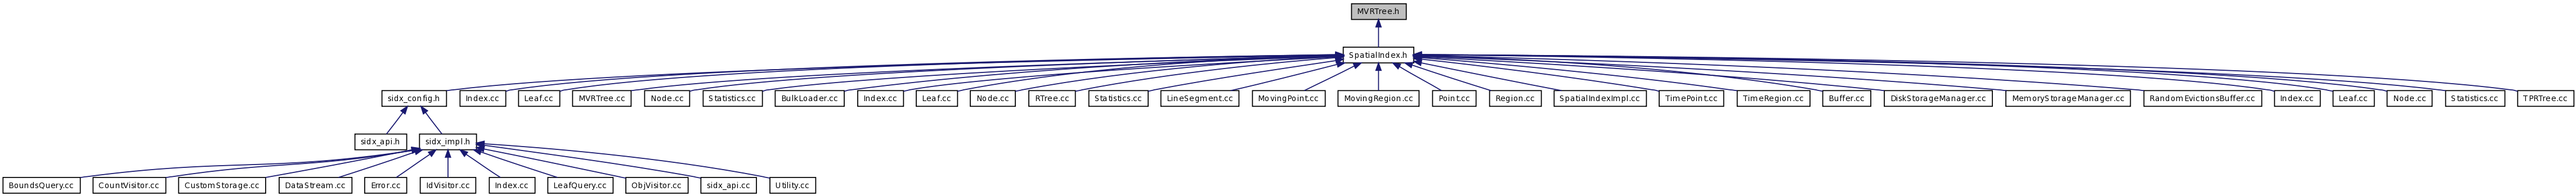 MVRTree.h
SpatialIndex.h
sidx_config.h
Index.cc
Leaf.cc
MVRTree.cc
Node.cc
Statistics.cc
BulkLoader.cc
Index.cc
Leaf.cc
Node.cc
RTree.cc
Statistics.cc
LineSegment.cc
MovingPoint.cc
MovingRegion.cc
Point.cc
Region.cc
SpatialIndexImpl.cc
TimePoint.cc
TimeRegion.cc
Buffer.cc
DiskStorageManager.cc
MemoryStorageManager.cc
RandomEvictionsBuffer.cc
Index.cc
Leaf.cc
Node.cc
Statistics.cc
TPRTree.cc
sidx_api.h
sidx_impl.h
BoundsQuery.cc
CountVisitor.cc
CustomStorage.cc
DataStream.cc
Error.cc
IdVisitor.cc
Index.cc
LeafQuery.cc
ObjVisitor.cc
sidx_api.cc
Utility.cc